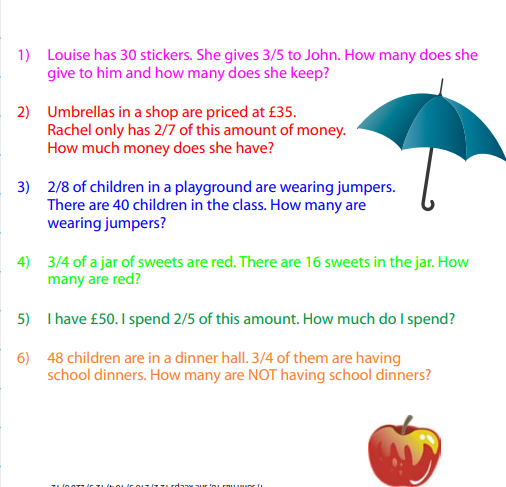 1) Louise has 30 stickers. She gives 3/5 to John. How many does she
give to him and how many does she keep?
2) Umbrellas in a shop are priced at £35.
Rachel only has 2/7 of this amount of money.
How much money does she have?
3) 2/8 of children in a playground are wearing jumpers.
There are 40 children in the class. How many are
wearing jumpers?
4) 3/4 of a jar of sweets are red. There are 16 sweets in the jar. How
many are red?
5) I have £50. I spend 2/5 of this amount. How much do I spend?
6) 48 children are in a dinner hall. 3/4 of them are having
school dinners. How many are NOT having school dinners?